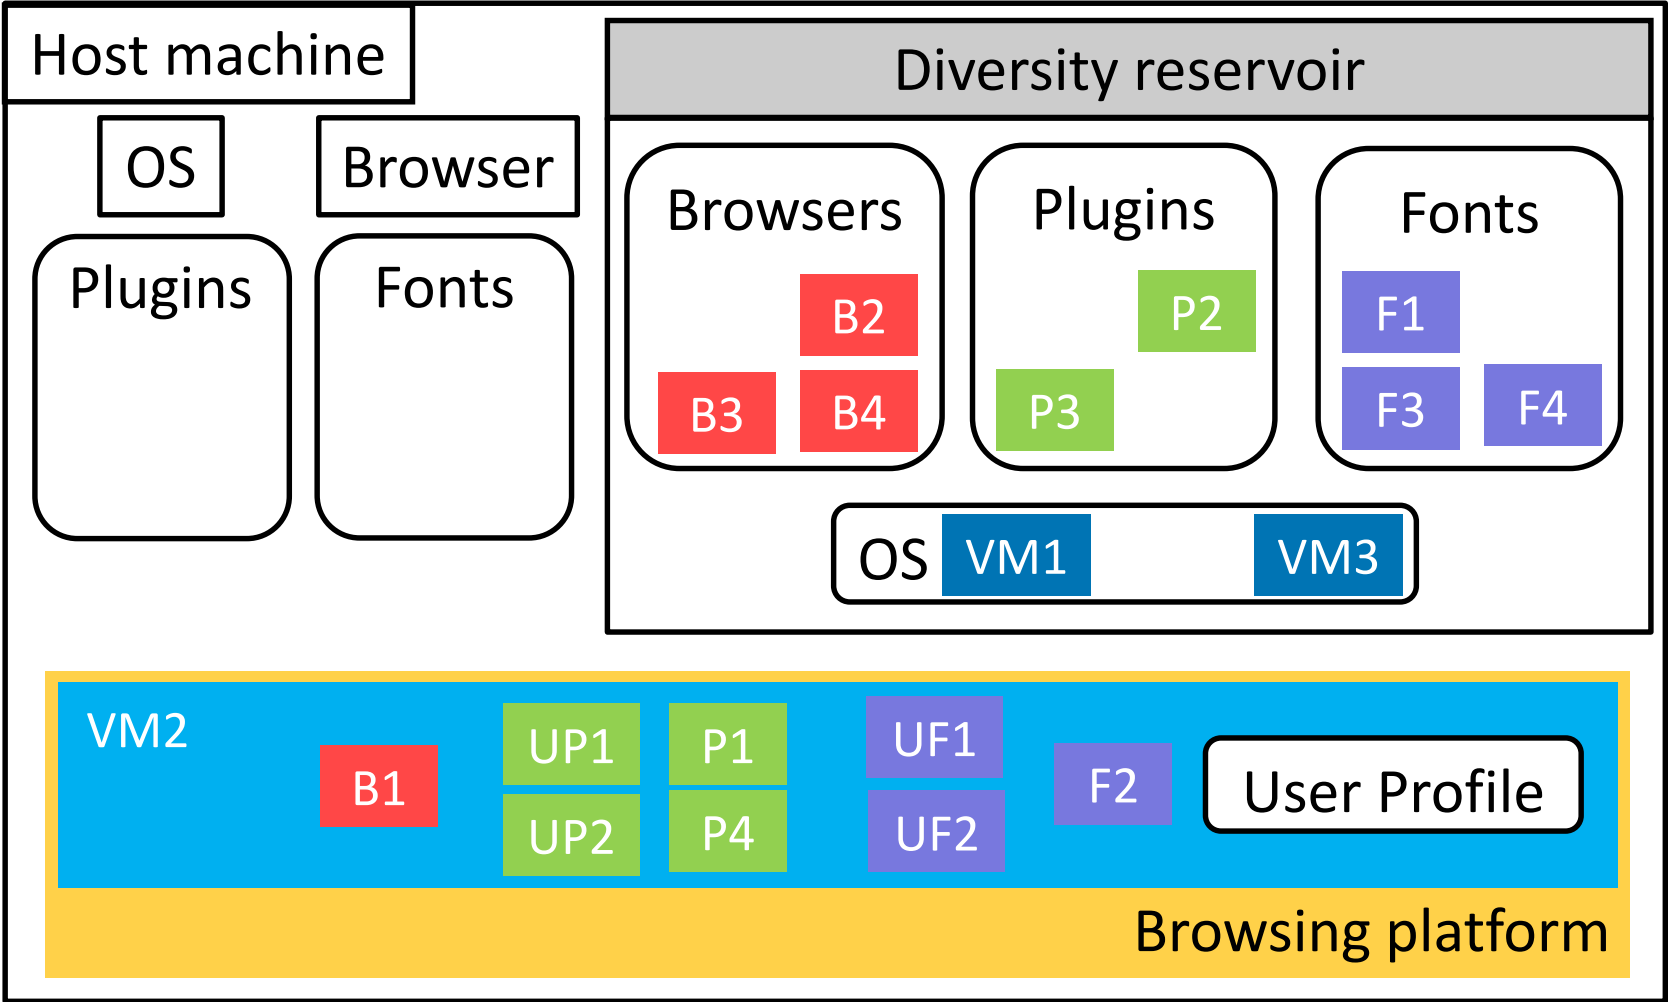 Host machine
OS
Browser
Plugins
Fonts
Diversity reservoir
Browsers
B2
B3
B4
Plugins
P2
P3
Fonts
F1
F3
F4
OS
VM1
VM3
VM2
B1
UP1
P1
UP2
P4
UF1
UF2
F2
User Profile
Browsing platform